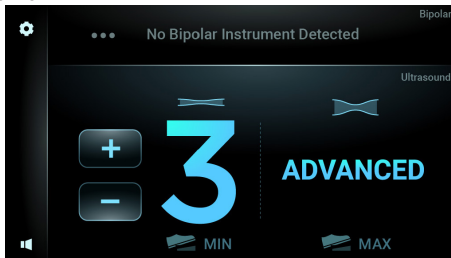 Bipolar
••• No Bipolar Instrument Detected
Ultrasound
+
3
ADVANCED
−
MIN
MAX